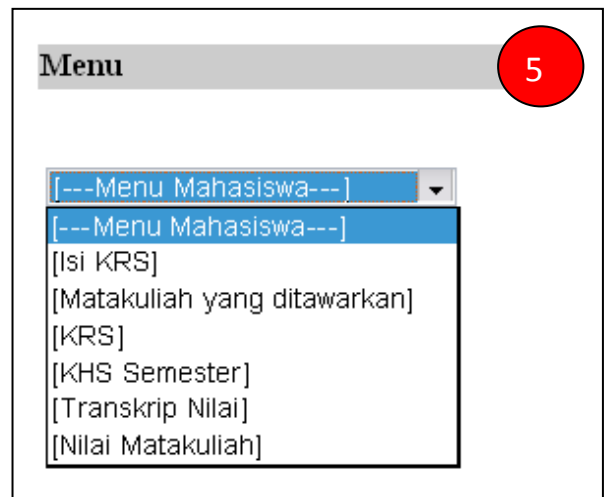 Menu
5
[---Menu Mahasiswa---]
[---Menu Mahasiswa---]
[Isi KRS]
[Matakuliah yang ditawarkan]
[KRS]
[KHS Semester]
[Transkrip Nilai]
[Nilai Matakuliah]